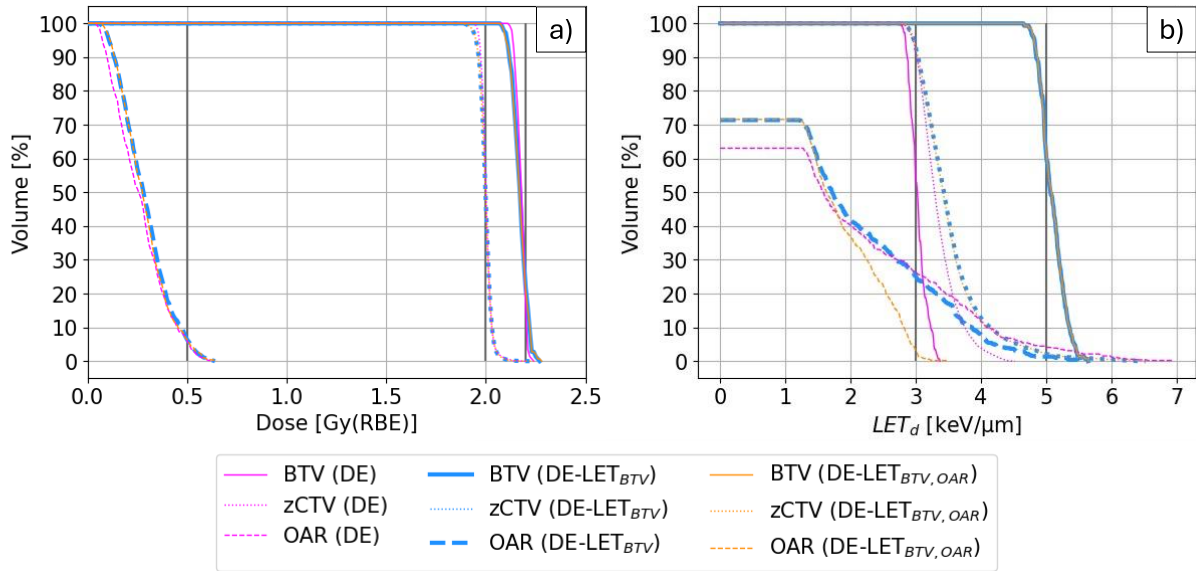 a)
Volume [%]
100
90
80
70
60
50
40
30
20
10
0
0.0 0.5 1.0 1.5 2.0 2.5
Dose [Gy(RBE)]
b)
Volume [%]
100
90
80
70
60
50
40
30
20
10
0
0 1 2 3 4 5 6 7
LET_d [keV/μm]
BTV (DE)
zCTV (DE)
OAR (DE)
BTV (DE-LET_BTV)
zCTV (DE-LET_BTV)
OAR (DE-LET_BTV)
BTV (DE-LET_BTV,OAR)
zCTV (DE-LET_BTV,OAR)
OAR (DE-LET_BTV,OAR)